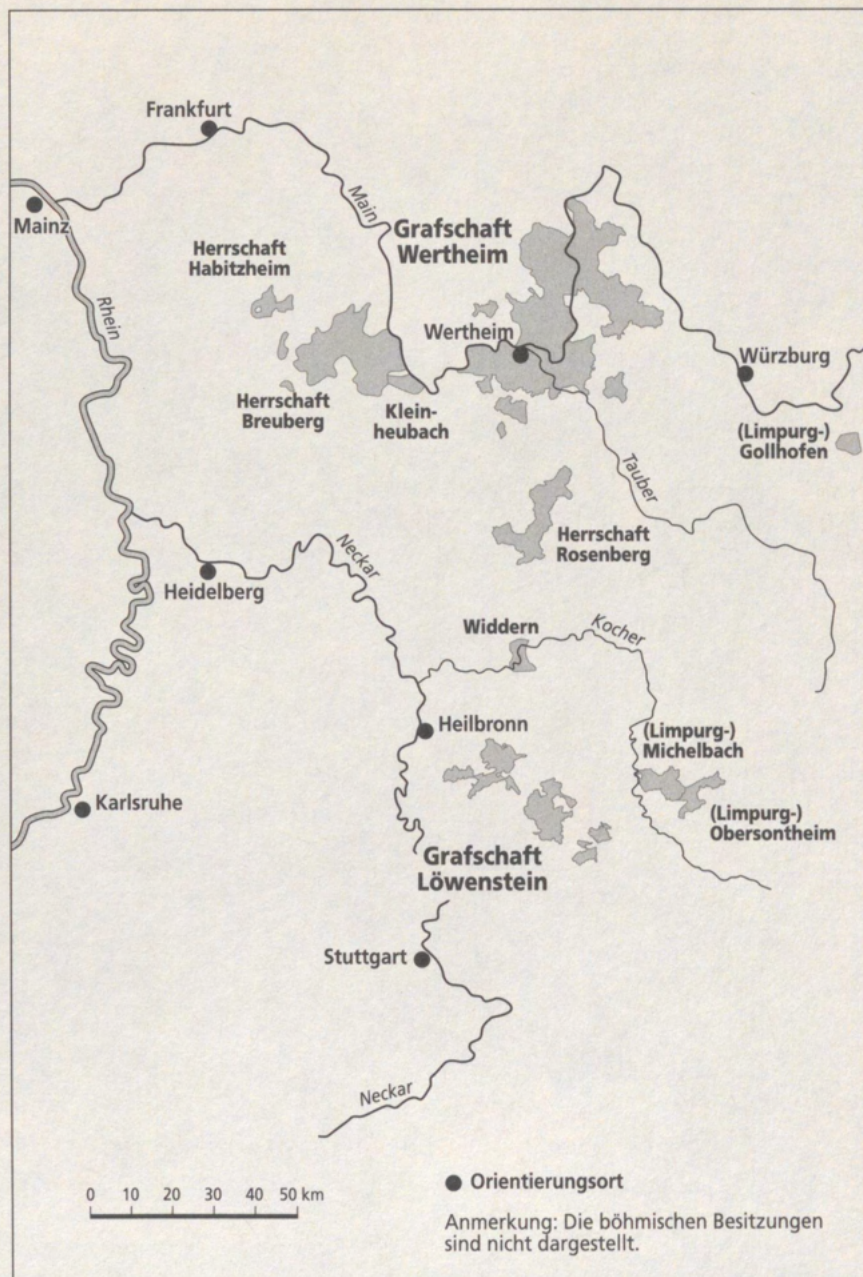 Frankfurt
Mainz
Main
Rhein
Grafschaft
Wertheim
Herrschaft
Habitzheim
Wertheim
Würzburg
Herrschaft
Breuberg
Klein-
heubach
(Limpurg-)
Gollhofen
Tauber
Herrschaft
Rosenberg
Neckar
Heidelberg
Widdern
Kocher
Heilbronn
(Limpurg-)
Michelbach
Karlsruhe
(Limpurg-)
Obersontheim
Grafschaft
Löwenstein
Stuttgart
Neckar
0 10 20 30 50 km
Orientierungsort
Anmerkung: Die böhmischen Besitzungen
sind nicht dargestellt.